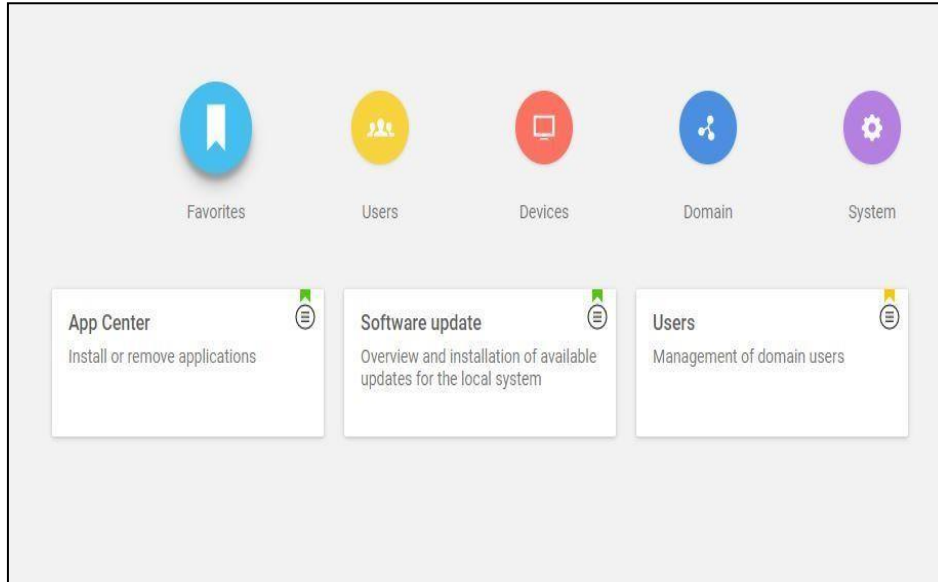 Favorites
Users
Devices
Domain
System
App Center
Install or remove applications
Software update
Overview and installation of available
updates for the local system
Users
Management of domain users